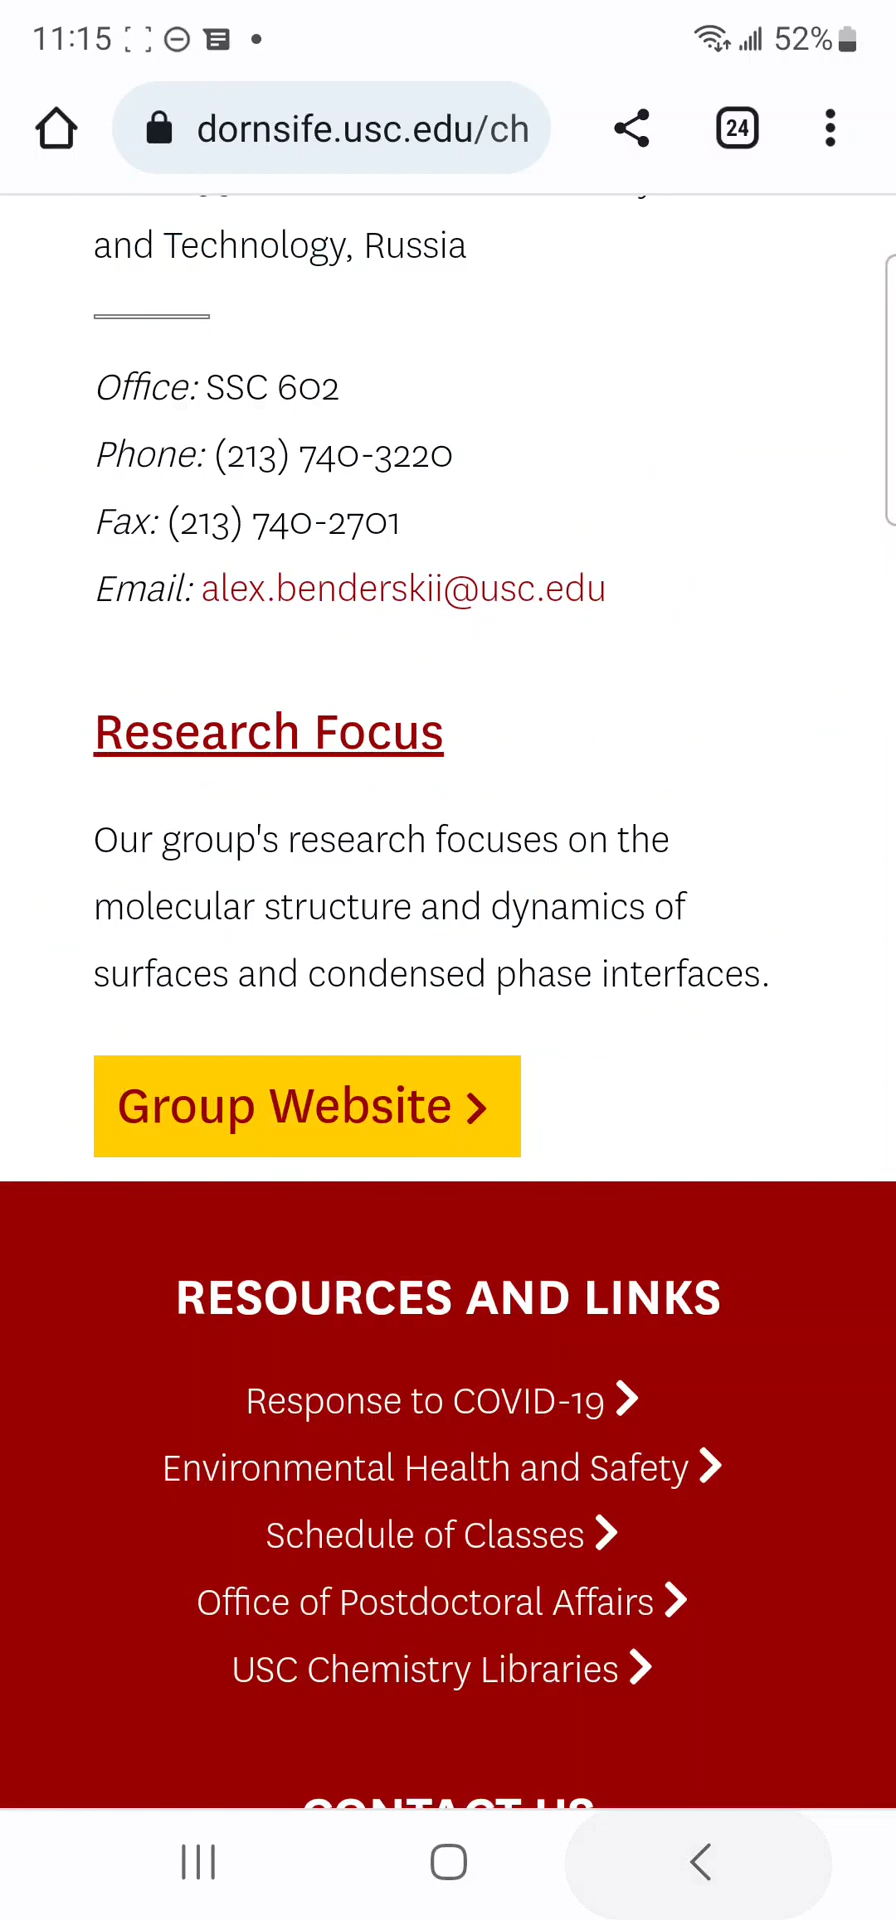 11:15
52%
dornsife.usc.edu/ch
24
and Technology, Russia
Office: SSC 602
Phone: (213) 740-3220
Fax: (213) 740-2701
Email: alex.benderskii@usc.edu
Research Focus
Our group's research focuses on the
molecular structure and dynamics of
surfaces and condensed phase interfaces.
Group Website >
RESOURCES AND LINKS
Response to COVID-19
Environmental Health and Safety
Schedule of Classes
Office of Postdoctoral Affairs
USC Chemistry Libraries
CONTACT US